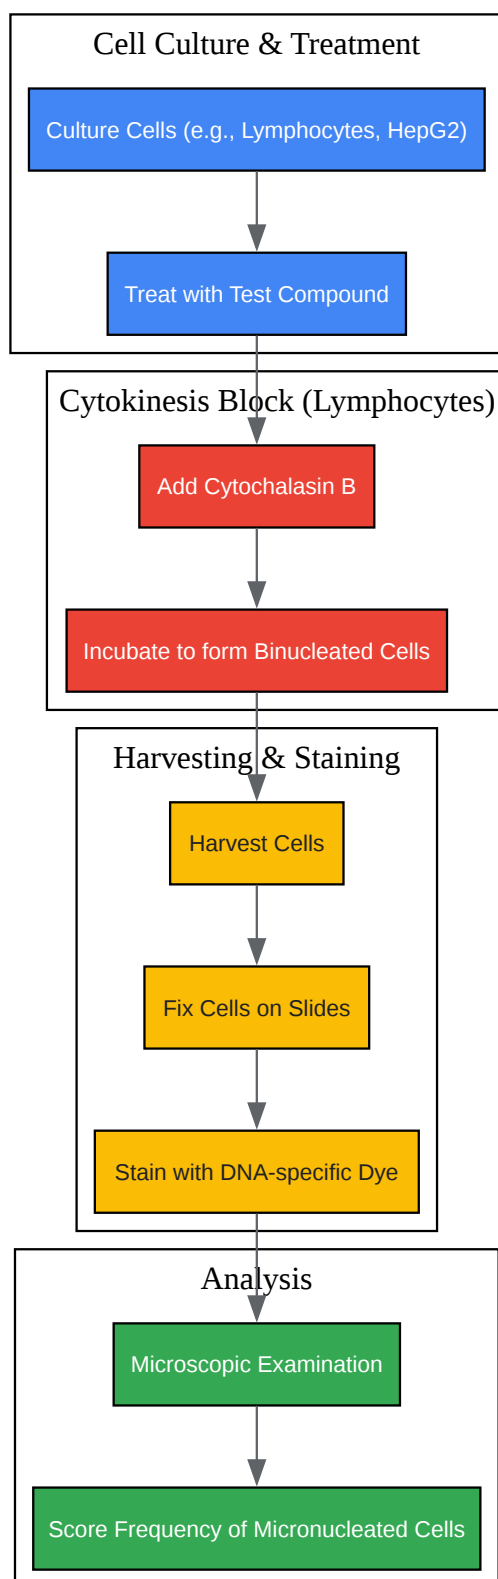 Cell Culture & Treatment
Culture Cells (e.g., Lymphocytes, HepG2)
Treat with Test Compound
Cytokinesis Block (Lymphocytes)
Add Cytochalasin B
Incubate to form Binucleated Cells
Harvesting & Staining
Harvest Cells
Fix Cells on Slides
Stain with DNA-specific Dye
Analysis
Microscopic Examination
Score Frequency of Micronucleated Cells